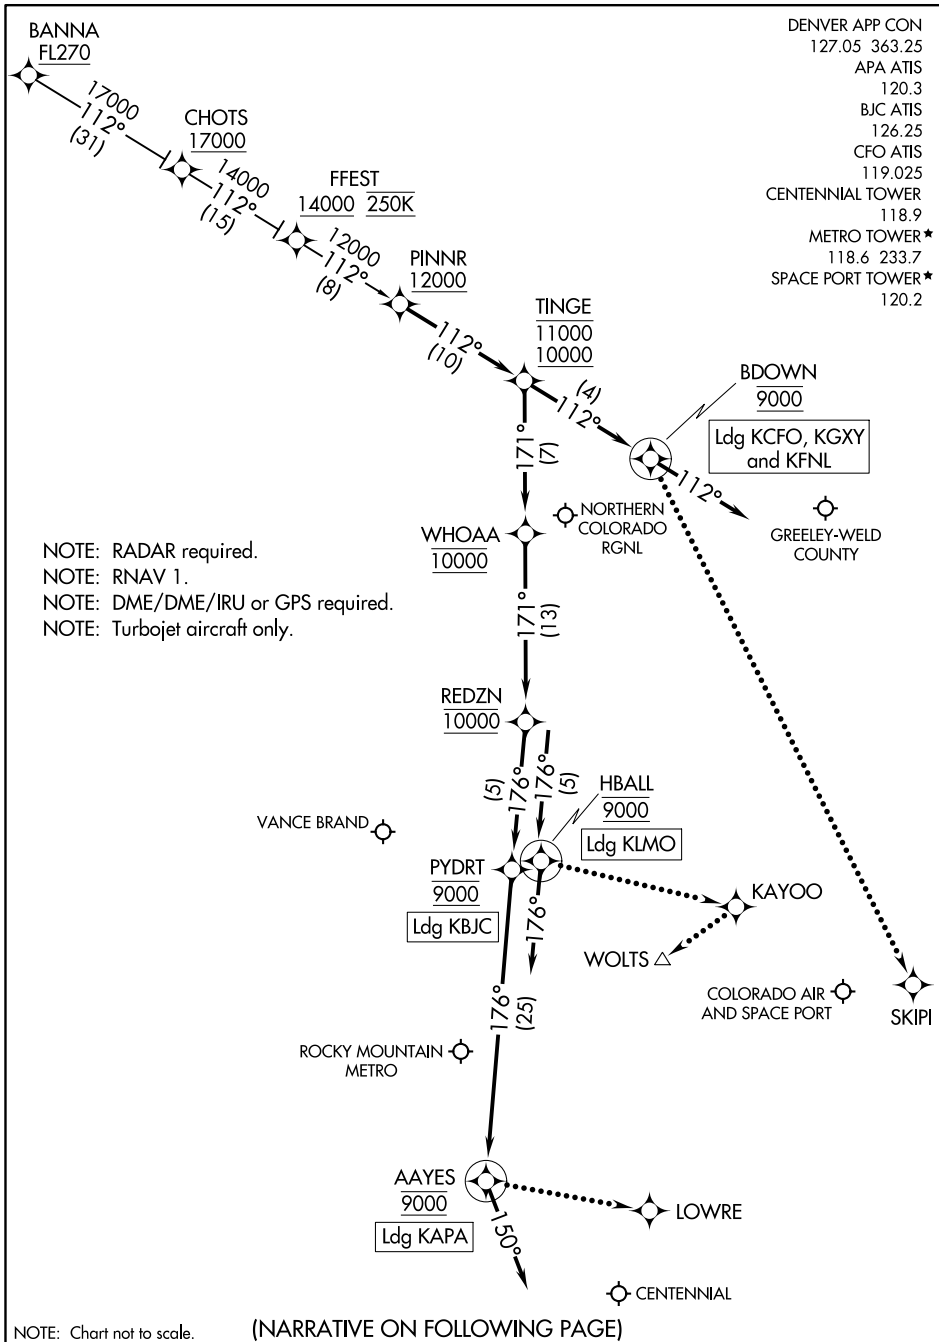 BANNA
FL270
17000
112°
(31)
CHOTS
17000
14000
112°
(15)
FFEST
14000 250K
12000
112°
(8)
PINNR
12000
112°
(10)
TINGE
11000
10000
(4)
112°
DENVER APP CON
127.05 363.25
APA ATIS
120.3
BJC ATIS
126.25
CFO ATIS
119.025
CENTENNIAL TOWER
118.9
METRO TOWER★
118.6 233.7
SPACE PORT TOWER★
120.2
BDOWN
9000
Ldg KCFO, KGXY
and KFNL
112°
171°
(7)
WHOAA
10000
NORTHERN
COLORADO
RGNL
GREELEY-WELD
COUNTY
NOTE: RADAR required.
NOTE: RNAV 1.
NOTE: DME/DME/IRU or GPS required.
NOTE: Turbojet aircraft only.
171°
(13)
REDZN
10000
176°
(5)
176°
(5)
HBALL
9000
Ldg KLMO
VANCE BRAND
PYDRT
9000
Ldg KBJC
176°
KAYOO
WOLTS
COLORADO AIR
AND SPACE PORT
SKIPI
176°
(25)
ROCKY MOUNTAIN
METRO
AAYES
9000
Ldg KAPA
150°
LOWRE
CENTENNIAL
NOTE: Chart not to scale.
(NARRATIVE ON FOLLOWING PAGE)